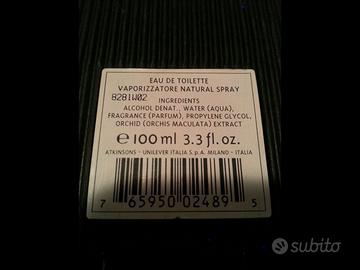 EAU DE TOILETTE
VAPORIZZATORE NATURAL SPRAY
8281W02
INGREDIENTS
ALCOHOL DENAT., WATER (AQUA),
FRAGRANCE (PARFUM), PROPYLENE GLYCOL,
ORCHID (ORCHIS MACULATA) EXTRACT
℮ 100 ml 3.3 fl. oz.
ATKINSONS - UNILEVER ITALIA S.p.A. MILANO - ITALIA
7 65950 02489 5
subito